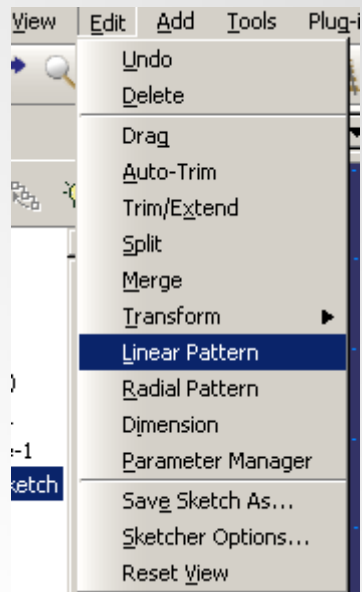 View Edit Add Tools Plug-i
Undo
Delete
Drag
Auto-Trim
Trim/Extend
Split
Merge
Transform
Linear Pattern
Radial Pattern
Dimension
Parameter Manager
Save Sketch As...
Sketcher Options...
Reset View
)
-1
ketch